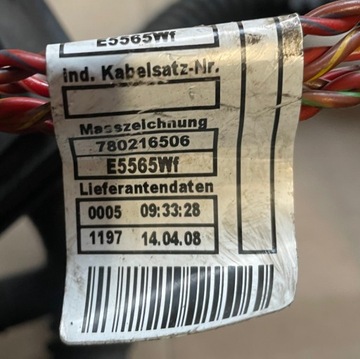 E5565Wf
ind. Kabelsatz-Nr.
Masszeichnung
780216506
E5565Wf
Lieferantendaten
0005 09:33:28
1197 14.04.08